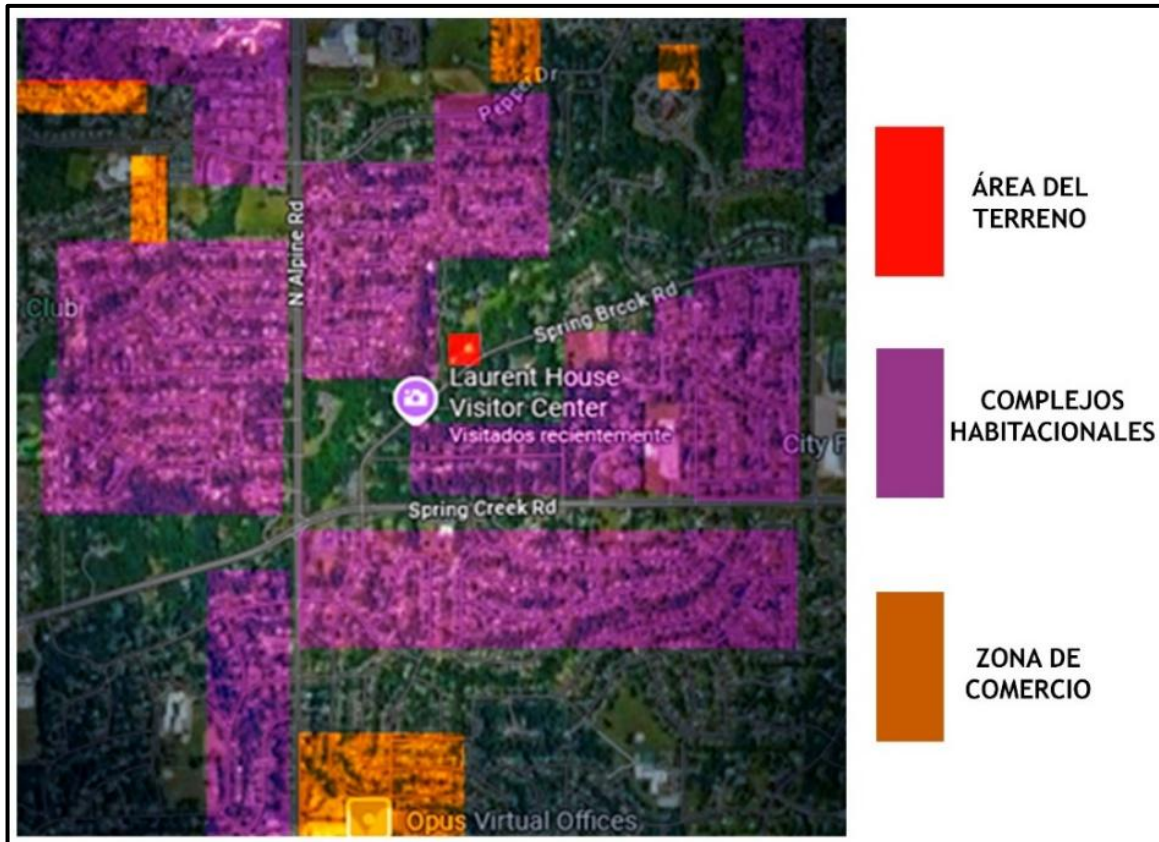 Pepper Dr
N Alpine Rd
Club
Spring Brook Rd
Laurent House
Visitor Center
Visitados recientemente
City F
Spring Creek Rd
Opus Virtual Offices
ÁREA DEL
TERRENO
COMPLEJOS
HABITACIONALES
ZONA DE
COMERCIO